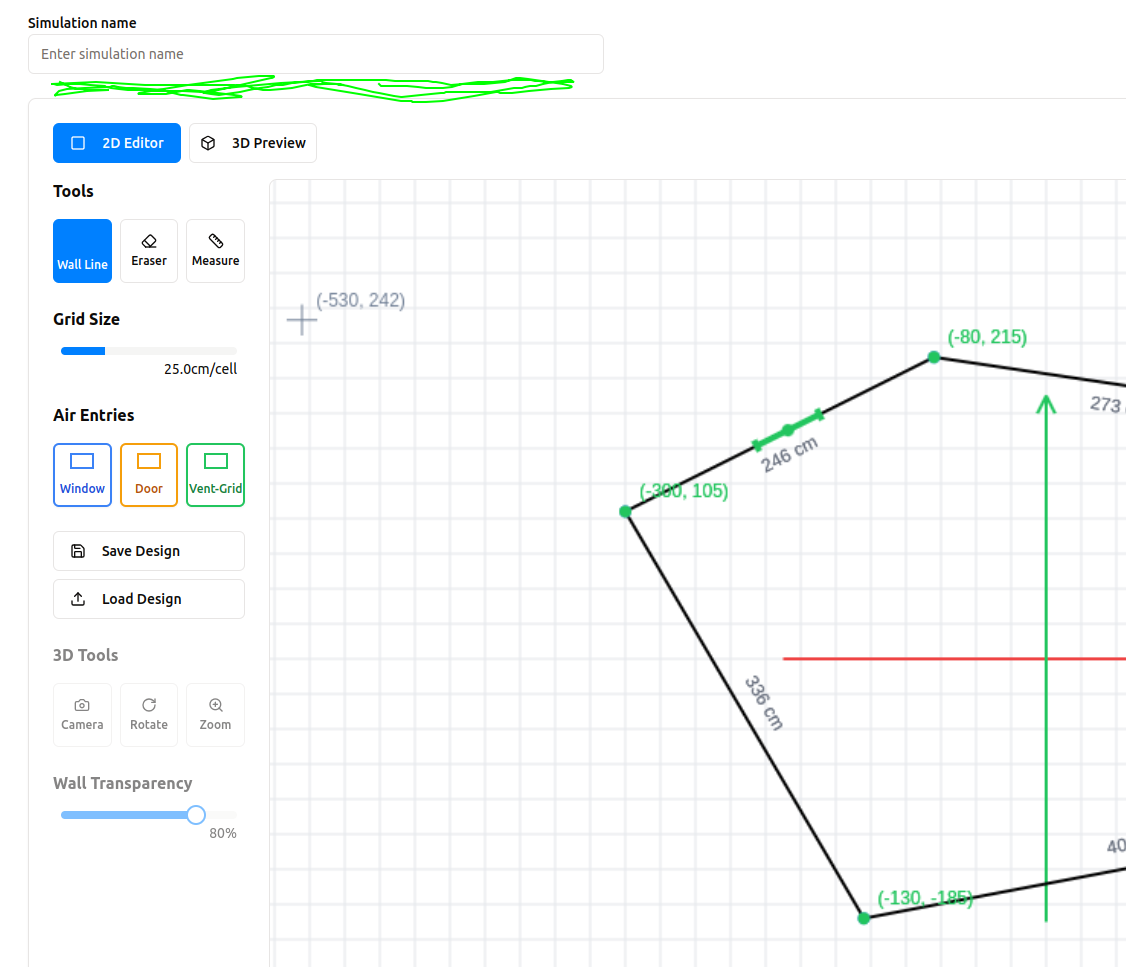 Simulation name
Enter simulation name
2D Editor
3D Preview
Tools
Wall Line
Eraser
Measure
(-530, 242)
Grid Size
(-80, 215)
25.0cm/cell
273
Air Entries
246 cm
Window
Door
Vent-Grid
(-300, 105)
Save Design
Load Design
3D Tools
336 cm
Camera
Rotate
Zoom
Wall Transparency
80%
40
(-130, -185)